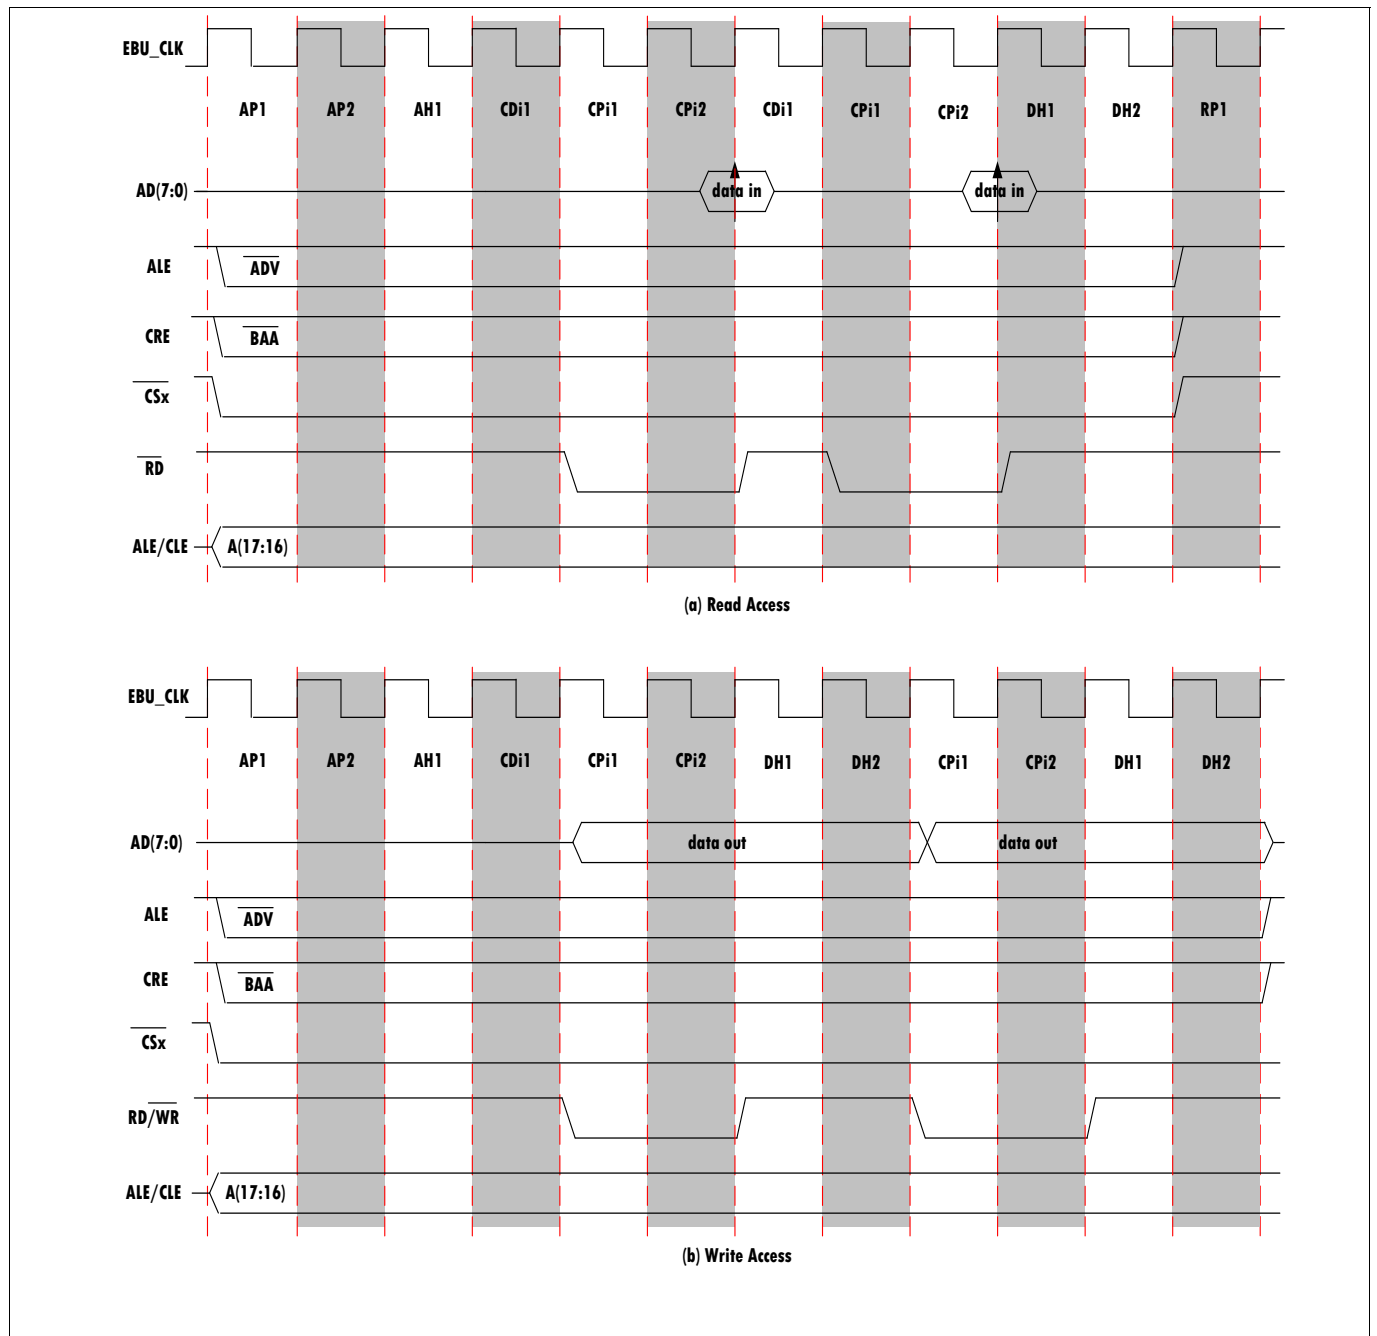 EBU_CLK
AP1 AP2 AH1 CDi1 CPi1 CPi2 CDi1 CPi1 CPi2 DH1 DH2 RP1
AD(7:0) data in data in
ALE ADV
CRE BAA
CSx
RD
ALE/CLE A(17:16)
(a) Read Access
EBU_CLK
AP1 AP2 AH1 CDi1 CPi1 CPi2 DH1 DH2 CPi1 CPi2 DH1 DH2
AD(7:0) data out data out
ALE ADV
CRE BAA
CSx
RD/WR
ALE/CLE A(17:16)
(b) Write Access